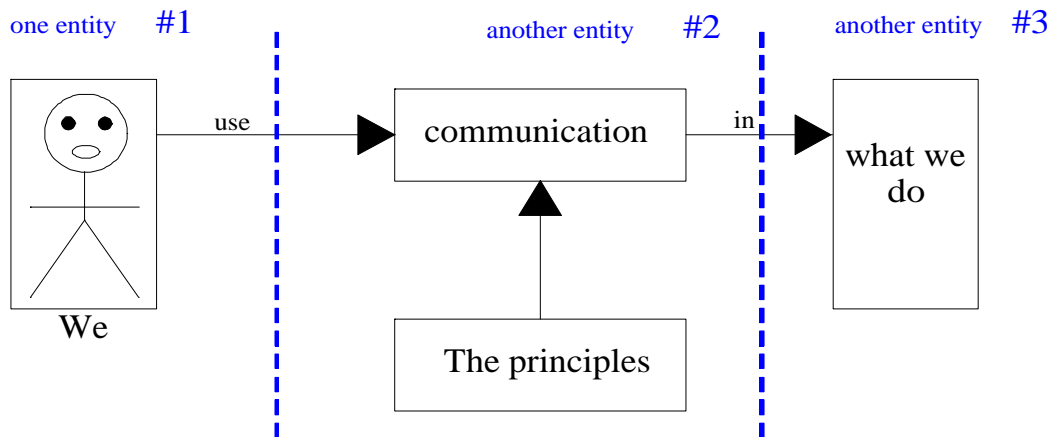 one entity #1
another entity #2
another entity #3
use
communication
in
what we
do
We
The principles